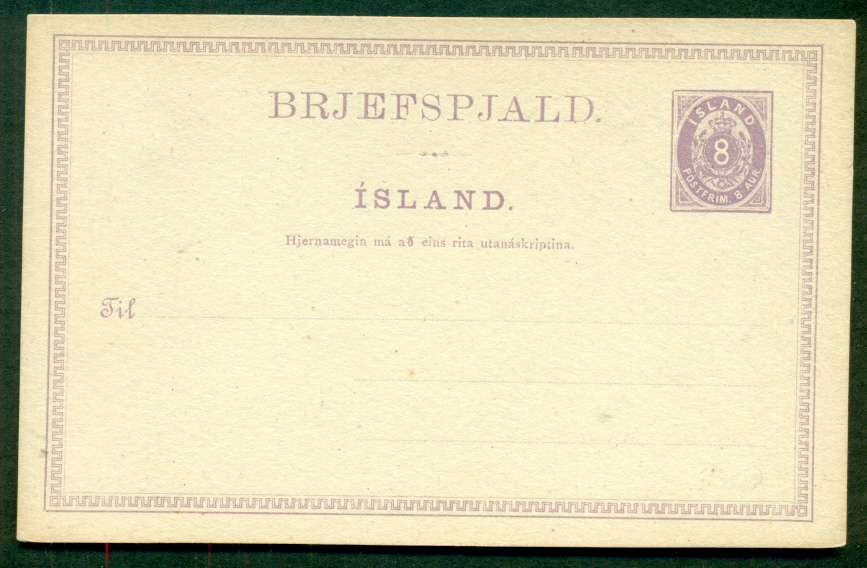 BRJEFSPJALD.
ÍSLAND
8
POSTFRIM. 8 AUR.
ÍSLAND.
Hjernamegin má að eins rita utanáskriptina.
Til